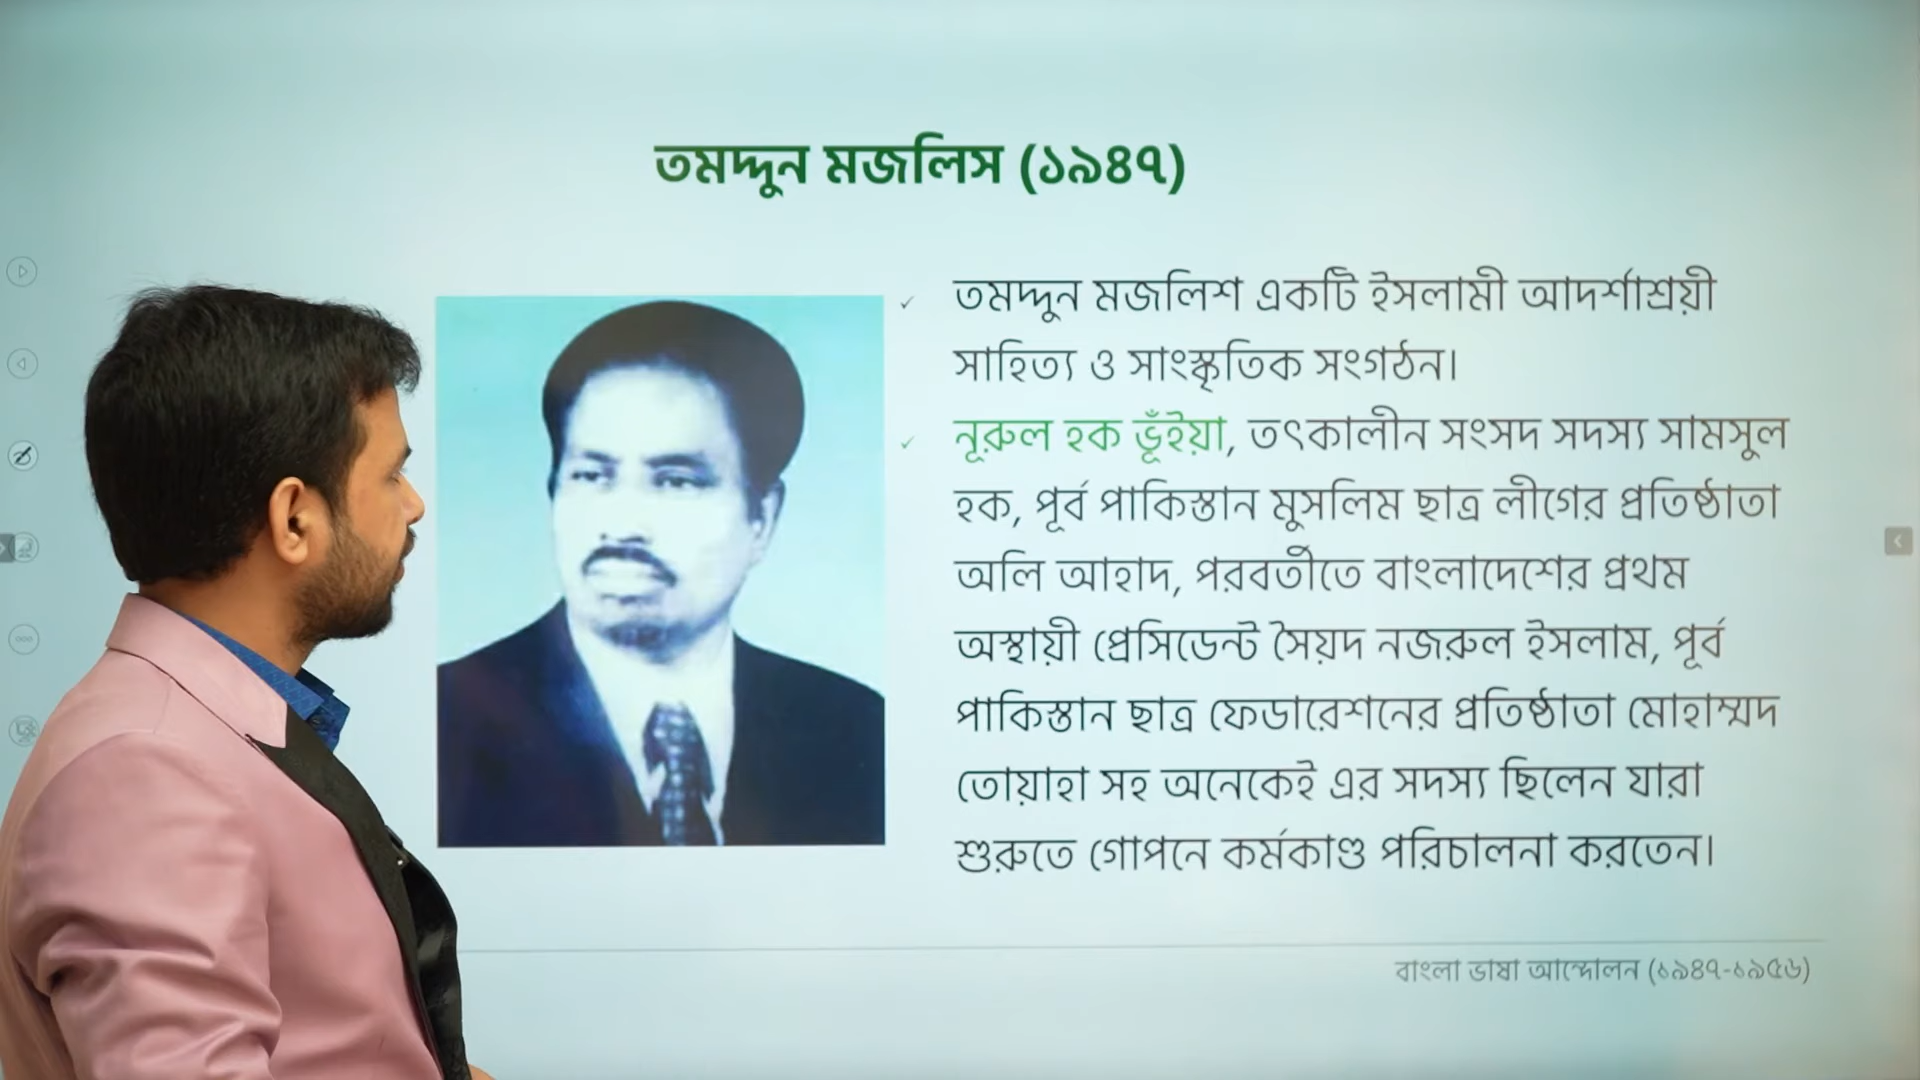 তমদ্দুন মজলিস (১৯৪৭)
তমদ্দুন মজলিশ একটি ইসলামী আদর্শাশ্রয়ী
সাহিত্য ও সাংস্কৃতিক সংগঠন।
নূরুল হক ভূঁইয়া, তৎকালীন সংসদ সদস্য সামসুল
হক, পূর্ব পাকিস্তান মুসলিম ছাত্র লীগের প্রতিষ্ঠাতা
অলি আহাদ, পরবর্তীতে বাংলাদেশের প্রথম
অস্থায়ী প্রেসিডেন্ট সৈয়দ নজরুল ইসলাম, পূর্ব
পাকিস্তান ছাত্র ফেডারেশনের প্রতিষ্ঠাতা মোহাম্মদ
তোয়াহা সহ অনেকেই এর সদস্য ছিলেন যারা
শুরুতে গোপনে কর্মকাণ্ড পরিচালনা করতেন।
বাংলা ভাষা আন্দোলন (১৯৪৭-১৯৫৬)